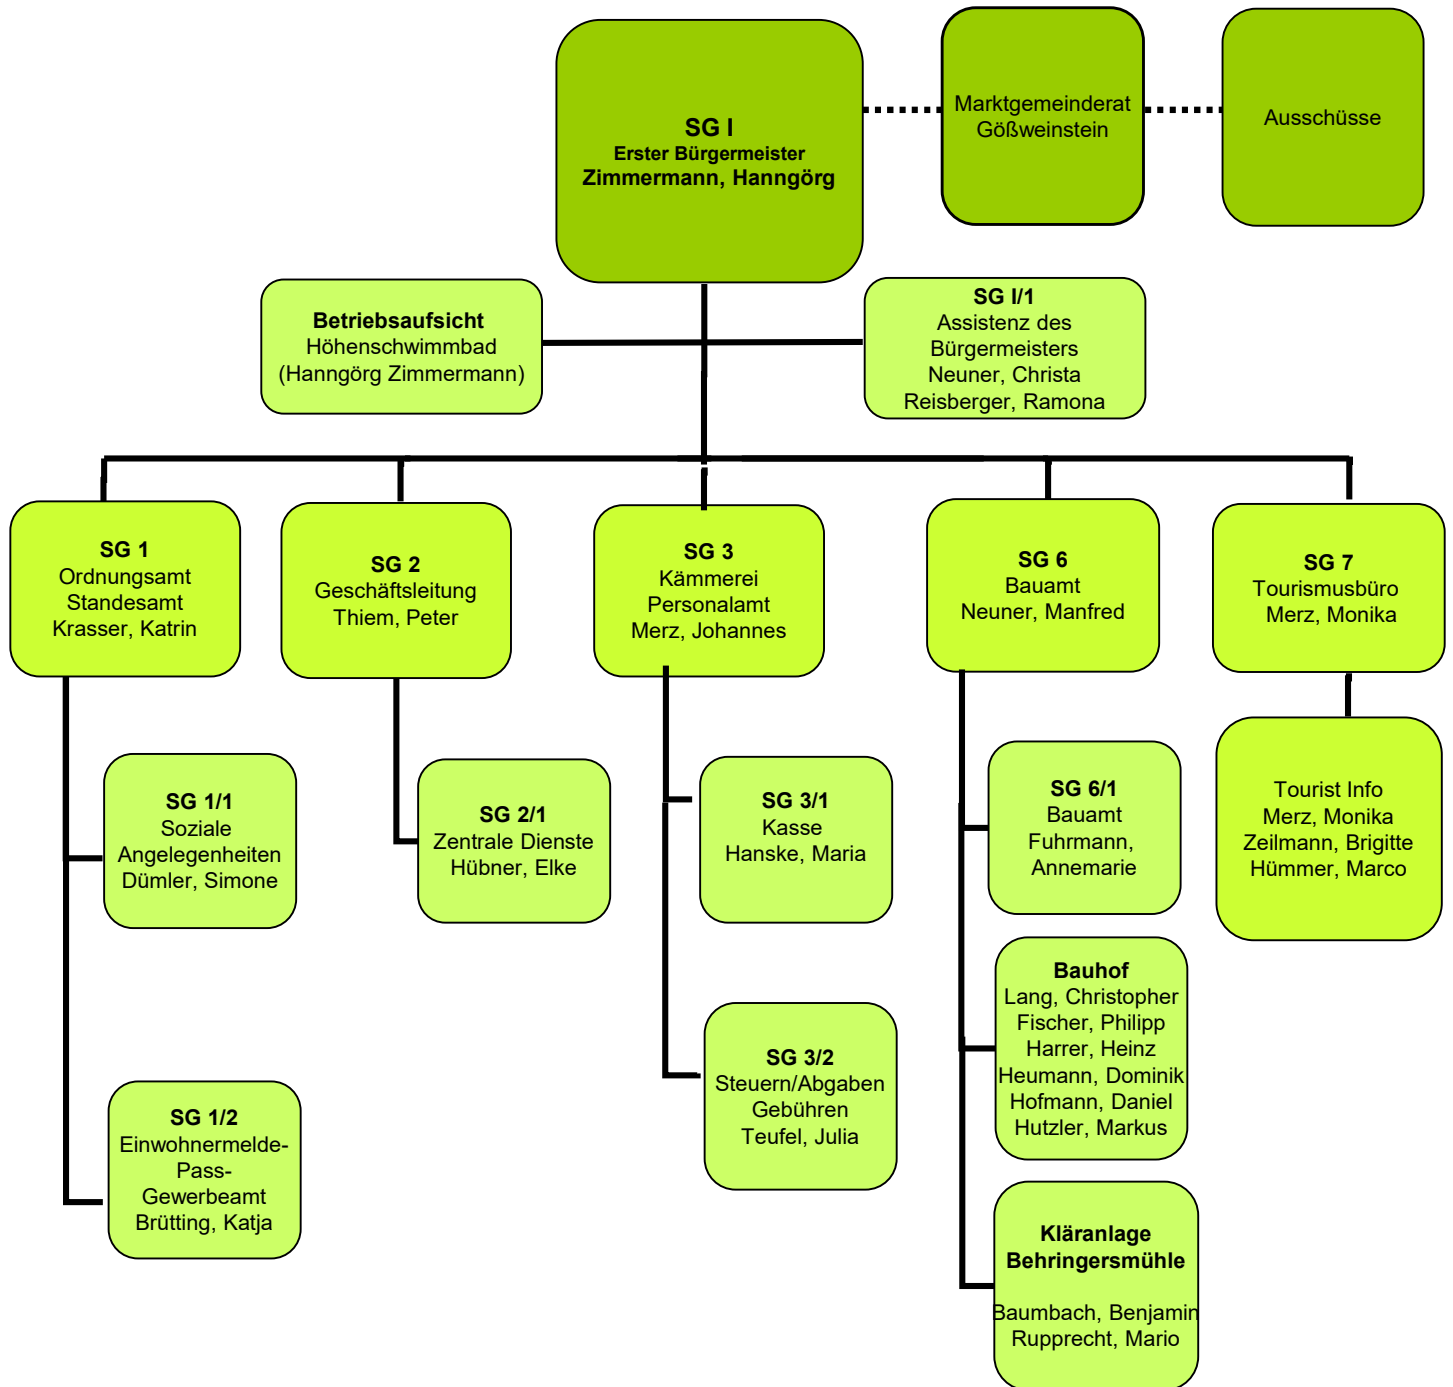 SG I
Erster Bürgermeister
Zimmermann, Hanngörg
Marktgemeinderat
Gößweinstein
Ausschüsse
Betriebsaufsicht
Höhenschwimmbad
(Hanngörg Zimmermann)
SG I/1
Assistenz des
Bürgermeisters
Neuner, Christa
Reisberger, Ramona
SG 1
Ordnungsamt
Standesamt
Krasser, Katrin
SG 2
Geschäftsleitung
Thiem, Peter
SG 3
Kämmerei
Personalamt
Merz, Johannes
SG 6
Bauamt
Neuner, Manfred
SG 7
Tourismusbüro
Merz, Monika
SG 1/1
Soziale
Angelegenheiten
Dümler, Simone
SG 2/1
Zentrale Dienste
Hübner, Elke
SG 3/1
Kasse
Hanske, Maria
SG 6/1
Bauamt
Fuhrmann,
Annemarie
Tourist Info
Merz, Monika
Zeilmann, Brigitte
Hümmer, Marco
Bauhof
Lang, Christopher
Fischer, Philipp
Harrer, Heinz
Heumann, Dominik
Hofmann, Daniel
Hutzler, Markus
SG 3/2
Steuern/Abgaben
Gebühren
Teufel, Julia
SG 1/2
Einwohnermelde-
Pass-
Gewerbeamt
Brütting, Katja
Kläranlage
Behringersmühle
Baumbach, Benjamin
Rupprecht, Mario